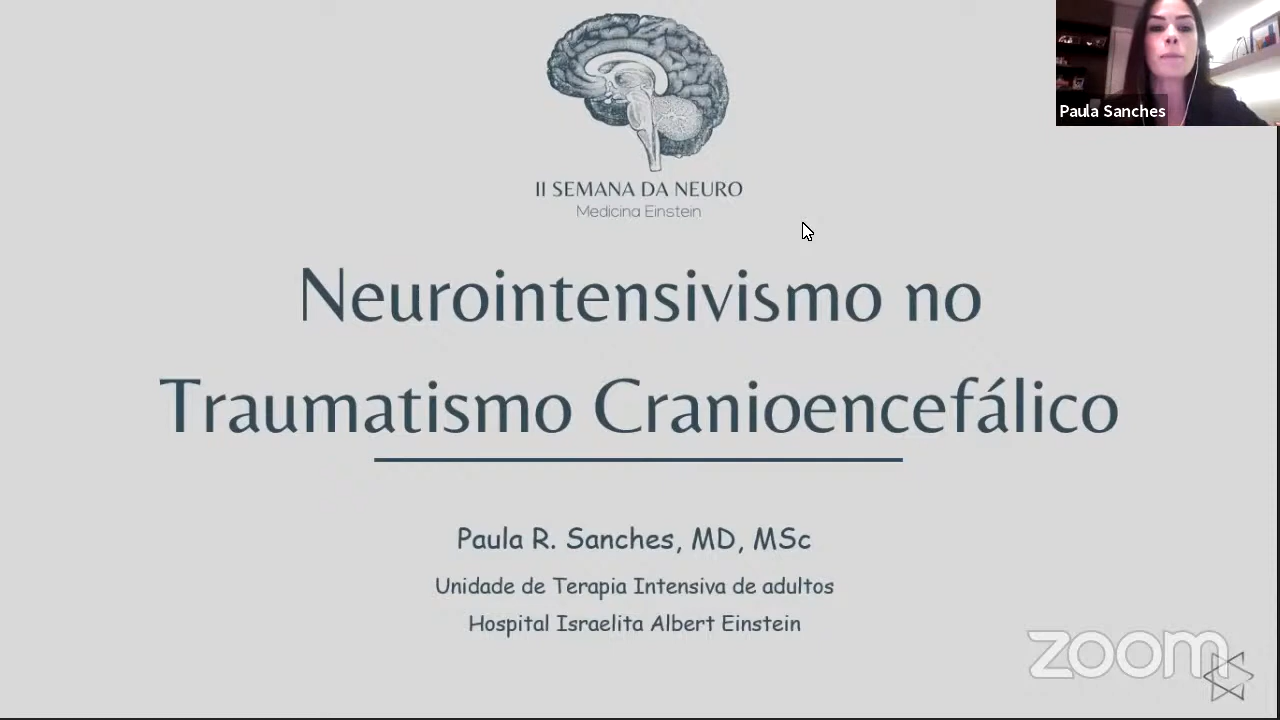 Paula Sanches
II SEMANA DA NEURO
Medicina Einstein
Neurointensivismo no
Traumatismo Cranioencefálico
Paula R. Sanches, MD, MSc
Unidade de Terapia Intensiva de adultos
Hospital Israelita Albert Einstein
zoom